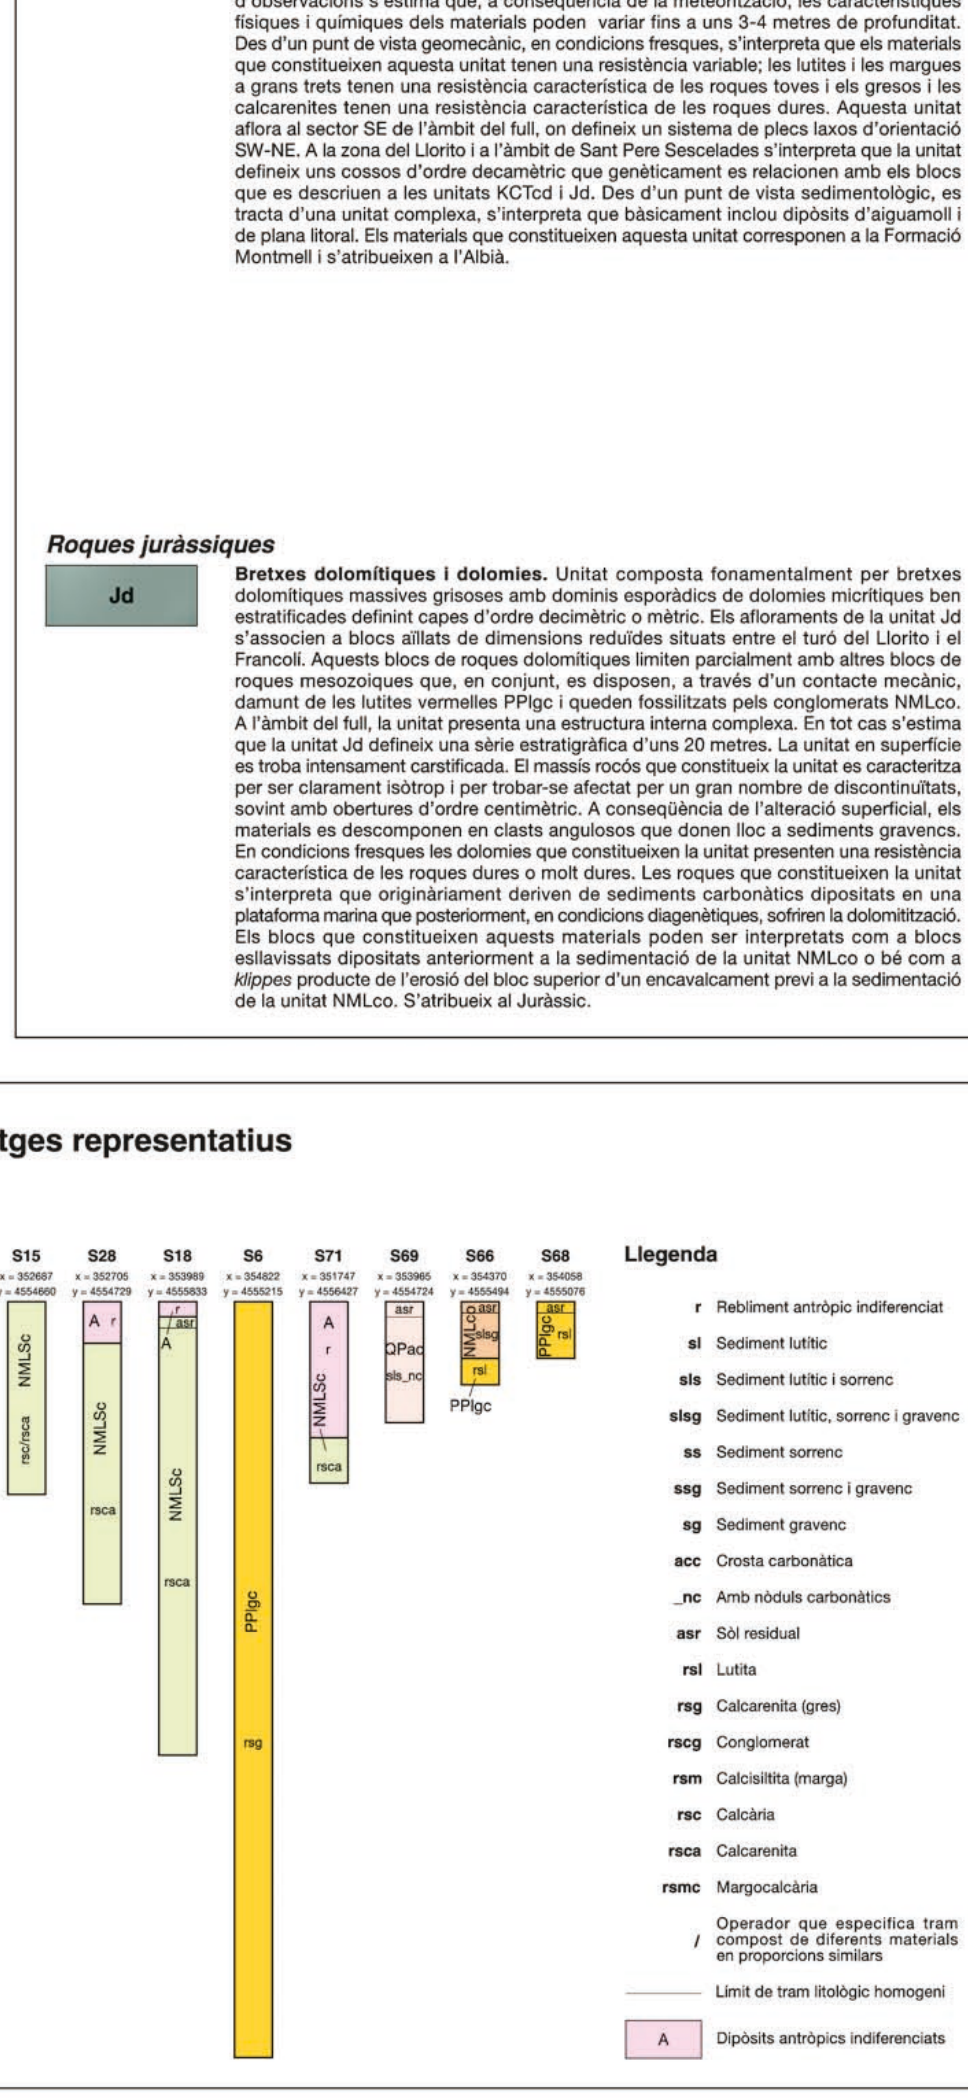 d'observacions s'estima que, a conseqüència de la meteorització, les característiques
físiques i químiques dels materials poden variar fins a uns 3-4 metres de profunditat.
Des d'un punt de vista geomecànic, en condicions fresques, s'interpreta que els materials
que constitueixen aquesta unitat tenen una resistència variable; les lutites i les margues
a grans trets tenen una resistència característica de les roques toves i els gresos i les
calcarenites tenen una resistència característica de les roques dures. Aquesta unitat
aflora al sector SE de l'àmbit del full, on defineix un sistema de plecs laxos d'orientació
SW-NE. A la zona del Llorito i a l'àmbit de Sant Pere Sescelades s'interpreta que la unitat
defineix uns cossos d'ordre decamètric que genèticament es relacionen amb els blocs
que es descriuen a les unitats KCTcd i Jd. Des d'un punt de vista sedimentològic, es
tracta d'una unitat complexa, s'interpreta que bàsicament inclou dipòsits d'aiguamoll i
de plana litoral. Els materials que constitueixen aquesta unitat corresponen a la Formació
Montmell i s'atribueixen a l'Albià.
Roques juràssiques
Jd
Bretxes dolomítiques i dolomies. Unitat composta fonamentalment per bretxes
dolomítiques massives grisoses amb dominis esporàdics de dolomies micrítiques ben
estratificades definint capes d'ordre decimètric o mètric. Els afloraments de la unitat Jd
s'associen a blocs aïllats de dimensions reduïdes situats entre el turó del Llorito i el
Francolí. Aquests blocs de roques dolomítiques limiten parcialment amb altres blocs de
roques mesozoiques que, en conjunt, es disposen, a través d'un contacte mecànic,
damunt de les lutites vermelles PPlgc i queden fossilitzats pels conglomerats NMLco.
A l'àmbit del full, la unitat presenta una estructura interna complexa. En tot cas s'estima
que la unitat Jd defineix una sèrie estratigràfica d'uns 20 metres. La unitat en superfície
es troba intensament carstificada. El massís rocós que constitueix la unitat es caracteritza
per ser clarament isòtrop i per trobar-se afectat per un gran nombre de discontinuïtats,
sovint amb obertures d'ordre centimètric. A conseqüència de l'alteració superficial, els
materials es descomponen en clasts angulosos que donen lloc a sediments gravencs.
En condicions fresques les dolomies que constitueixen la unitat presenten una resistència
característica de les roques dures o molt dures. Les roques que constitueixen la unitat
s'interpreta que originàriament deriven de sediments carbonàtics dipositats en una
plataforma marina que posteriorment, en condicions diagenètiques, sofriren la dolomitització.
Els blocs que constitueixen aquests materials poden ser interpretats com a blocs
esllavissats dipositats anteriorment a la sedimentació de la unitat NMLco o bé com a
klippes producte de l'erosió del bloc superior d'un encavalcament previ a la sedimentació
de la unitat NMLco. S'atribueix al Juràssic.
tges representatius
S15 S28 S18 S6 S71 S69 S66 S68
x = 352687 x = 352705 x = 353989 x = 354822 x = 351747 x = 353965 x = 354370 x = 354058
y = 4554660 y = 4554729 y = 4555833 y = 4555215 y = 4556427 y = 4554724 y = 4555494 y = 4555076
NMLSc
rsc/rsca
A r
NMLSc
rsca
r
asr
A
NMLSc
rsca
PPlgc
rsg
A
r
NMLSc
rsca
asr
QPac
sls_nc
asr
NMLco
slsg
rsl
PPlgc
asr
PPlgc
rsl
Llegenda
r Rebliment antròpic indiferenciat
sl Sediment lutític
sls Sediment lutític i sorrenc
slsg Sediment lutític, sorrenc i gravenc
ss Sediment sorrenc
ssg Sediment sorrenc i gravenc
sg Sediment gravenc
acc Crosta carbonàtica
_nc Amb nòduls carbonàtics
asr Sòl residual
rsl Lutita
rsg Calcarenita (gres)
rscg Conglomerat
rsm Calcisiltita (marga)
rsc Calcària
rsca Calcarenita
rsmc Margocalcària
Operador que especifica tram
/ compost de diferents materials
en proporcions similars
Límit de tram litològic homogeni
A Dipòsits antròpics indiferenciats